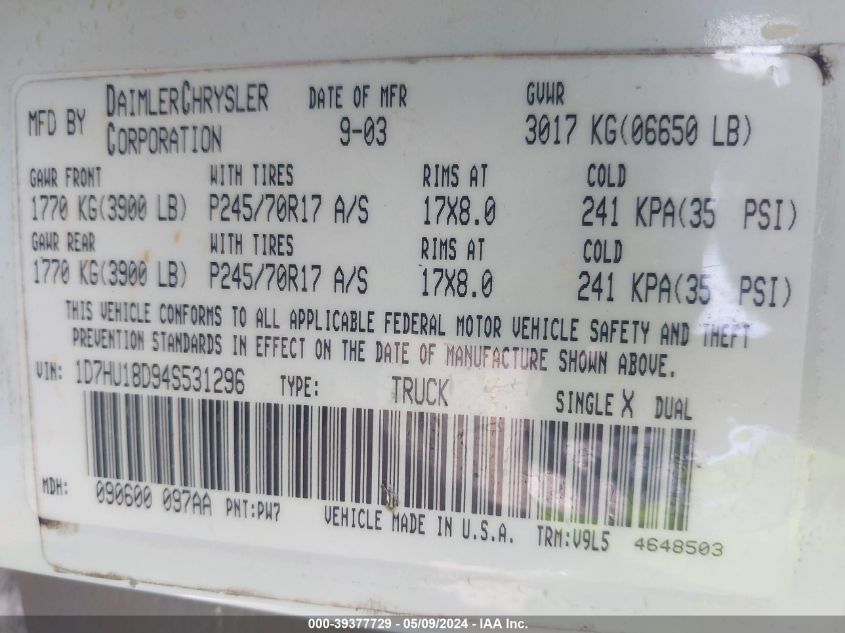 MFD BY DAIMLERCHRYSLER CORPORATION DATE OF MFR 9-03 GVWR 3017 KG(06650 LB)
GAWR FRONT WITH TIRES RIMS AT COLD
1770 KG(3900 LB) P245/70R17 A/S 17X8.0 241 KPA(35 PSI)
GAWR REAR WITH TIRES RIMS AT COLD
1770 KG(3900 LB) P245/70R17 A/S 17X8.0 241 KPA(35 PSI)
THIS VEHICLE CONFORMS TO ALL APPLICABLE FEDERAL MOTOR VEHICLE SAFETY AND THEFT
PREVENTION STANDARDS IN EFFECT ON THE DATE OF MANUFACTURE SHOWN ABOVE.
VIN: 1D7HU18D94S531296 TYPE: TRUCK SINGLE X DUAL
MDH: 090600 097AA PNT:PW7 VEHICLE MADE IN U.S.A. TRM:V9L5 4648503
000-39377729 - 05/09/2024 - IAA Inc.